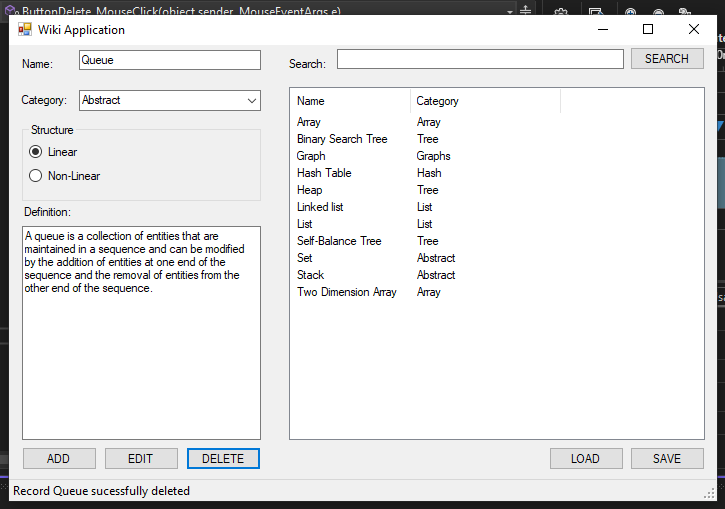 ButtonDelete_MouseClick(object sender, MouseEventArgs e)
Wiki Application
Name: Queue
Search: SEARCH
Category: Abstract
Structure
Linear
Non-Linear
Definition:
A queue is a collection of entities that are
maintained in a sequence and can be modified
by the addition of entities at one end of the
sequence and the removal of entities from the
other end of the sequence.
Name Category
Array Array
Binary Search Tree Tree
Graph Graphs
Hash Table Hash
Heap Tree
Linked list List
List List
Self-Balance Tree Tree
Set Abstract
Stack Abstract
Two Dimension Array Array
ADD EDIT DELETE LOAD SAVE
Record Queue sucessfully deleted